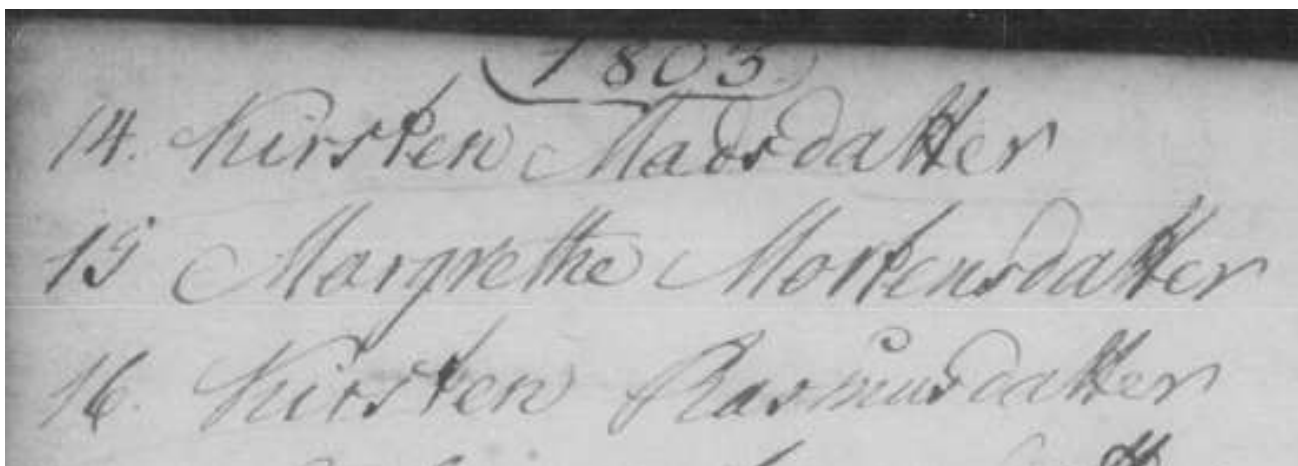 1803
14. Kirsten Madsdatter
15 Margrethe Mortensdatter
16. Kirsten Rasmusdatter